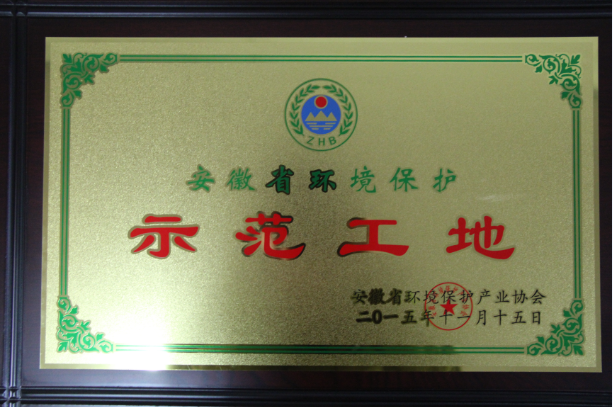 ZHB
安徽省环境保护
示范工地
安徽省环境保护产业协会
二〇一五年十一月十五日